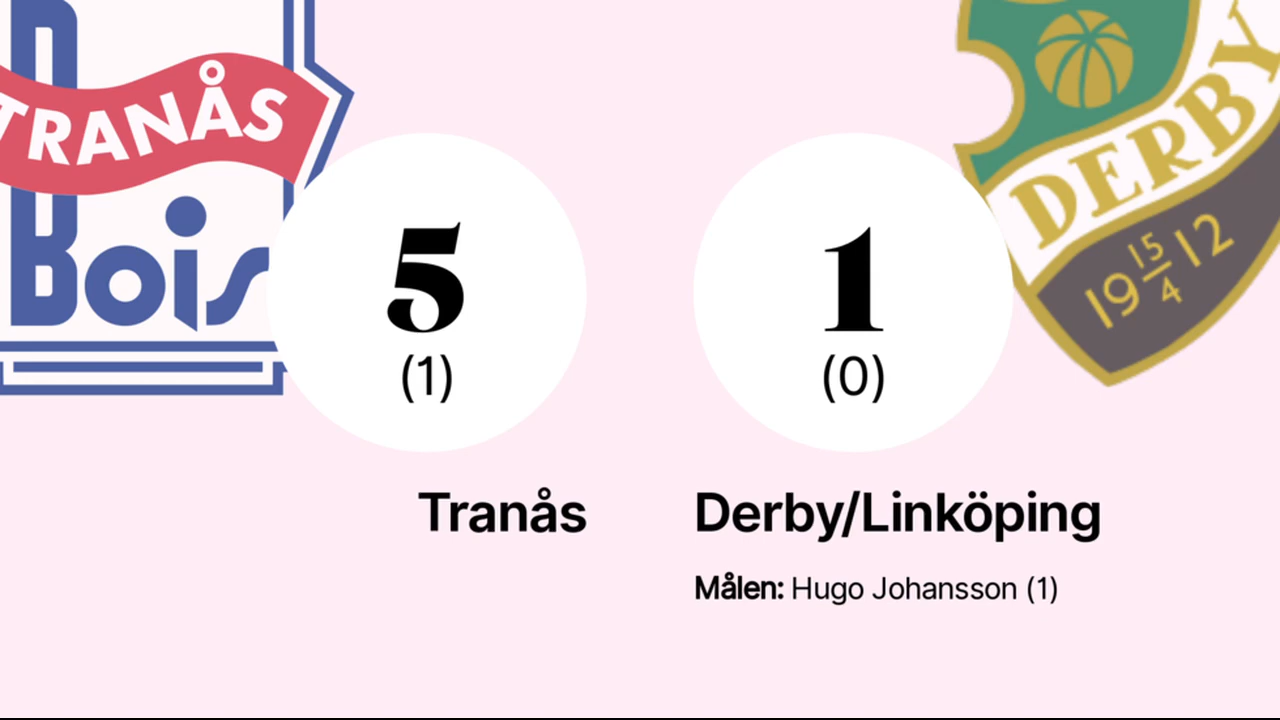 TRANÅS
Bois
DERBY
19 15/4 12
5
1
(1)
(0)
Tranås
Derby/Linköping
Målen: Hugo Johansson (1)